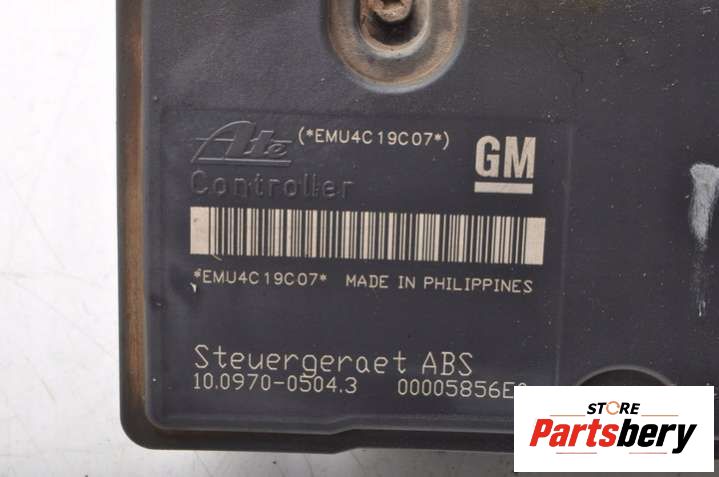 Ate (*EMU4C19C07*)
GM
Controller
*EMU4C19C07* MADE IN PHILIPPINES
Steuergeraet ABS
10.0970-0504.3
STORE
Partsbery